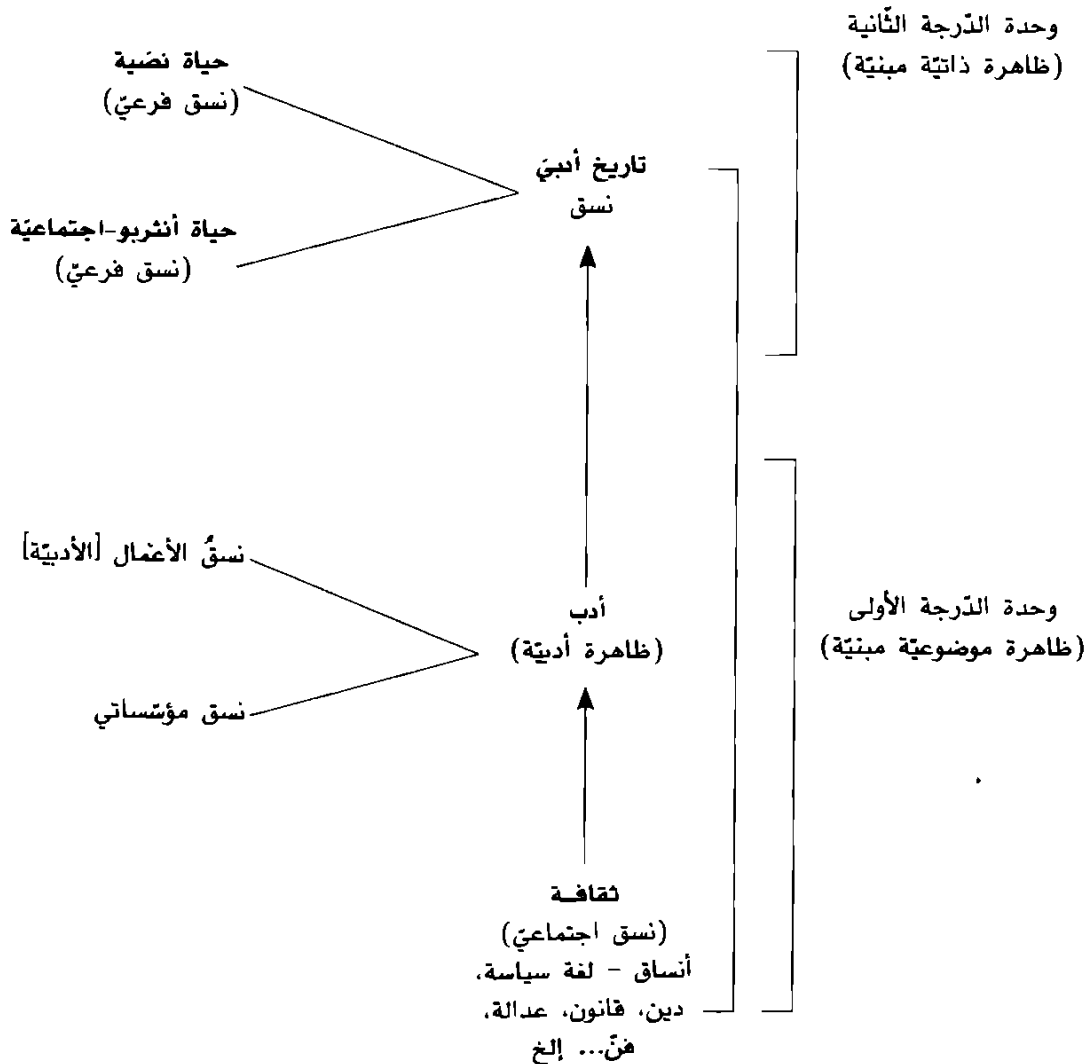 وحدة الدّرجة الثّانية
(ظاهرة ذاتيّة مبنيّة)
حياة نصّية
(نسق فرعيّ)
تاريخ أدبيّ
نسق
حياة أنثربو-اجتماعيّة
(نسق فرعيّ)
نسقُ الأعمال [الأدبيّة]
وحدة الدّرجة الأولى
(ظاهرة موضوعيّة مبنيّة)
أدب
(ظاهرة أدبيّة)
نسق مؤسّساتي
ثقافـة
(نسق اجتماعيّ)
أنساق - لغة سياسة،
دين، قانون، عدالة،
فنّ... إلخ